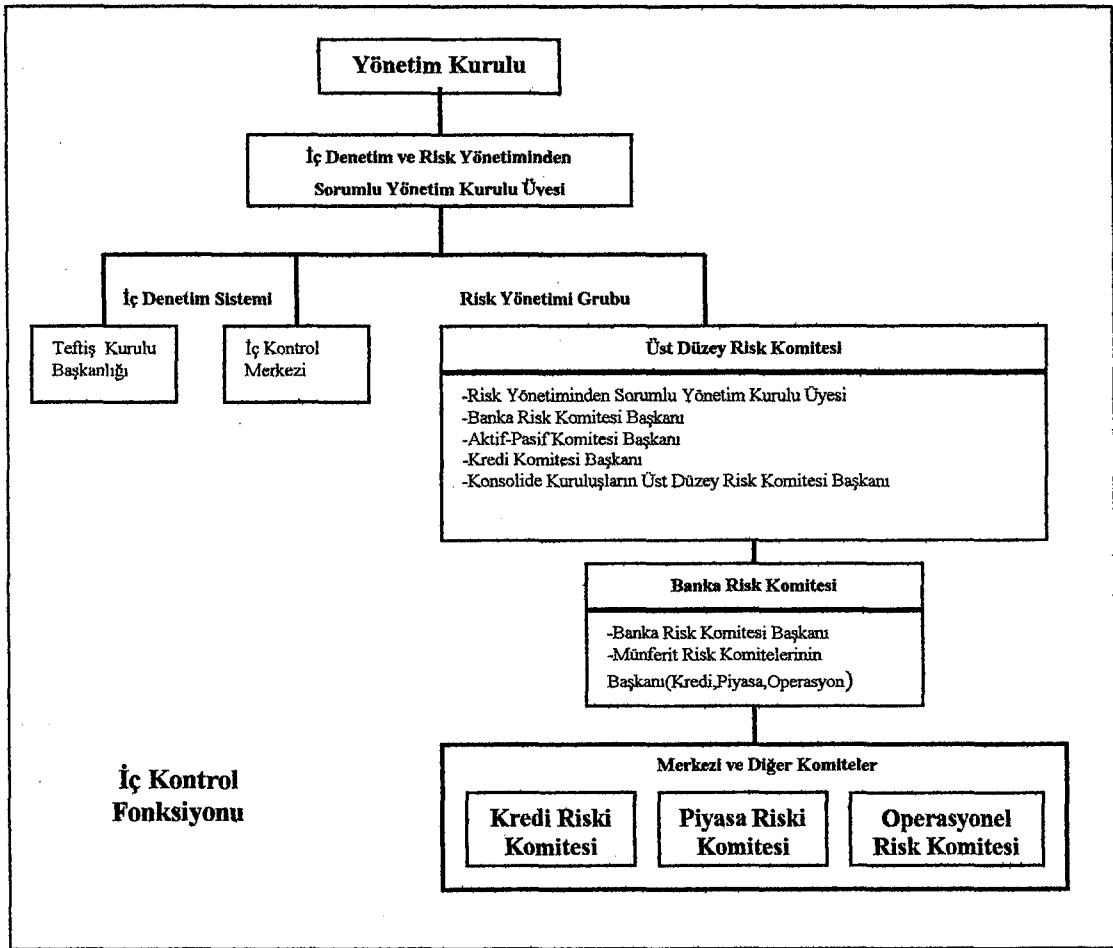 Yönetim Kurulu
İç Denetim ve Risk Yönetiminden
Sorumlu Yönetim Kurulu Üvesi
İç Denetim Sistemi
Risk Yönetimi Grubu
Teftiş Kurulu
Başkanlığı
İç Kontrol
Merkezi
Üst Düzey Risk Komitesi
-Risk Yönetiminden Sorumlu Yönetim Kurulu Üyesi
-Banka Risk Komitesi Başkanı
-Aktif-Pasif Komitesi Başkanı
-Kredi Komitesi Başkanı
-Konsolide Kuruluşların Üst Düzey Risk Komitesi Başkanı
Banka Risk Komitesi
-Banka Risk Komitesi Başkanı
-Münferit Risk Komitelerinin
Başkanı(Kredi,Piyasa,Operasyon)
İç Kontrol
Fonksiyonu
Merkezi ve Diğer Komiteler
Kredi Riski
Komitesi
Piyasa Riski
Komitesi
Operasyonel
Risk Komitesi